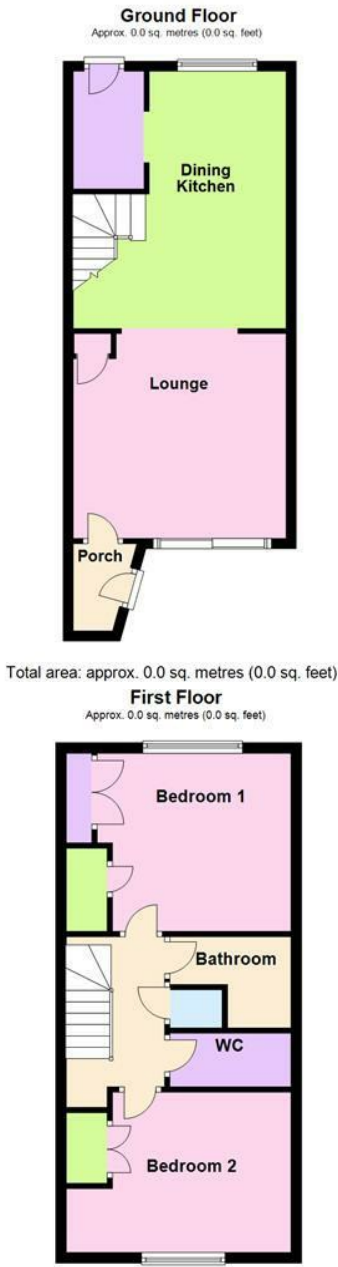 Ground Floor
Approx. 0.0 sq. metres (0.0 sq. feet)
Dining
Kitchen
Lounge
Porch
Total area: approx. 0.0 sq. metres (0.0 sq. feet)
First Floor
Approx. 0.0 sq. metres (0.0 sq. feet)
Bedroom 1
Bathroom
WC
Bedroom 2